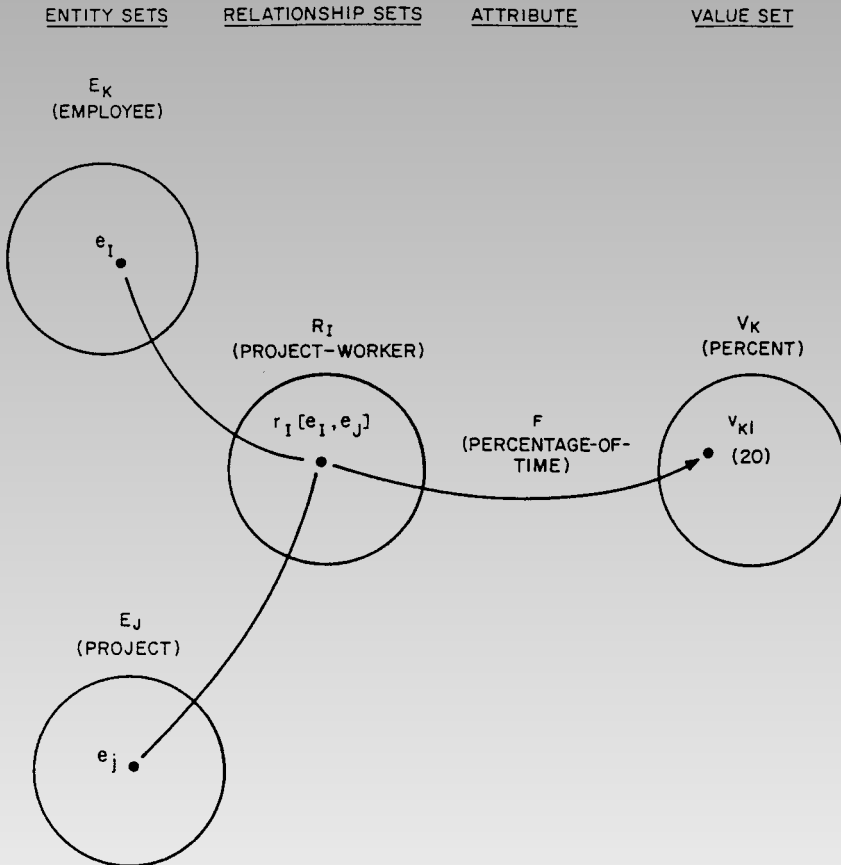 ENTITY SETS RELATIONSHIP SETS ATTRIBUTE VALUE SET
E_K
(EMPLOYEE)
e_I
R_I
(PROJECT-WORKER)
r_I [e_I, e_J]
F
(PERCENTAGE-OF-
TIME)
V_K
(PERCENT)
v_KI
(20)
E_J
(PROJECT)
e_j